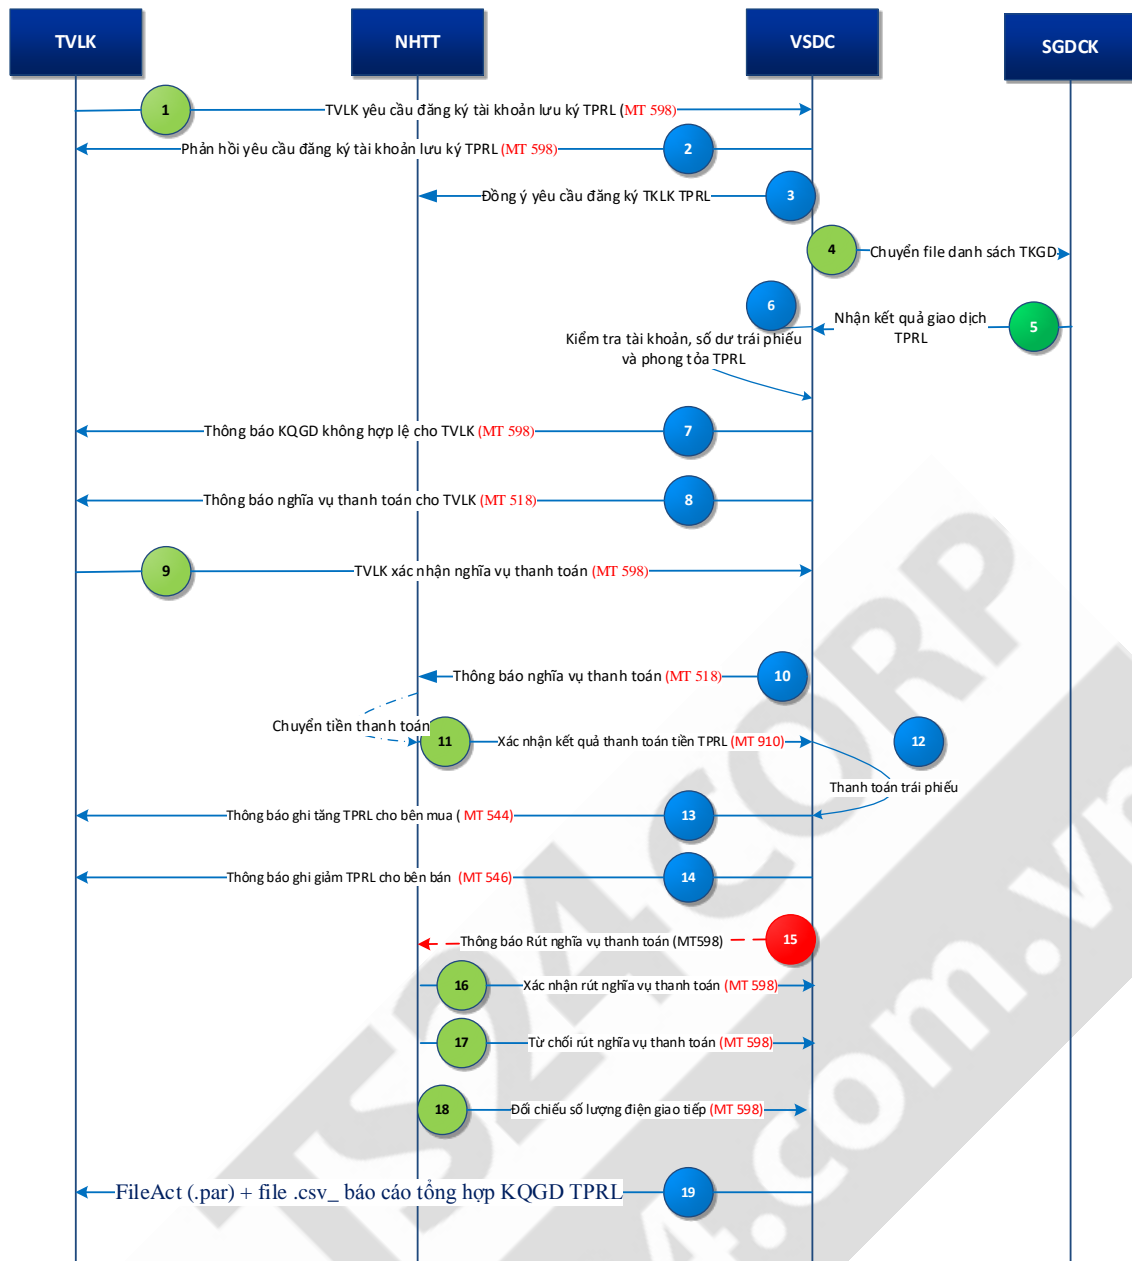 TVLK
NHTT
VSDC
SGDCK
1
TVLK yêu cầu đăng ký tài khoản lưu ký TPRL (MT 598)
Phản hồi yêu cầu đăng ký tài khoản lưu ký TPRL (MT 598)
2
Đồng ý yêu cầu đăng ký TKLK TPRL
3
4
Chuyển file danh sách TKGD
6
Nhận kết quả giao dịch
TPRL
5
Kiểm tra tài khoản, số dư trái phiếu
và phong tỏa TPRL
Thông báo KQGD không hợp lệ cho TVLK (MT 598)
7
Thông báo nghĩa vụ thanh toán cho TVLK (MT 518)
8
9
TVLK xác nhận nghĩa vụ thanh toán (MT 598)
Thông báo nghĩa vụ thanh toán (MT 518)
10
Chuyển tiền thanh toán
11
Xác nhận kết quả thanh toán tiền TPRL (MT 910)
12
Thanh toán trái phiếu
Thông báo ghi tăng TPRL cho bên mua ( MT 544)
13
Thông báo ghi giảm TPRL cho bên bán (MT 546)
14
Thông báo Rút nghĩa vụ thanh toán (MT598)
15
16
Xác nhận rút nghĩa vụ thanh toán (MT 598)
17
Từ chối rút nghĩa vụ thanh toán (MT 598)
18
Đối chiếu số lượng điện giao tiếp (MT 598)
FileAct (.par) + file .csv_ báo cáo tổng hợp KQGD TPRL
19
TS24CORP
4.com.vn